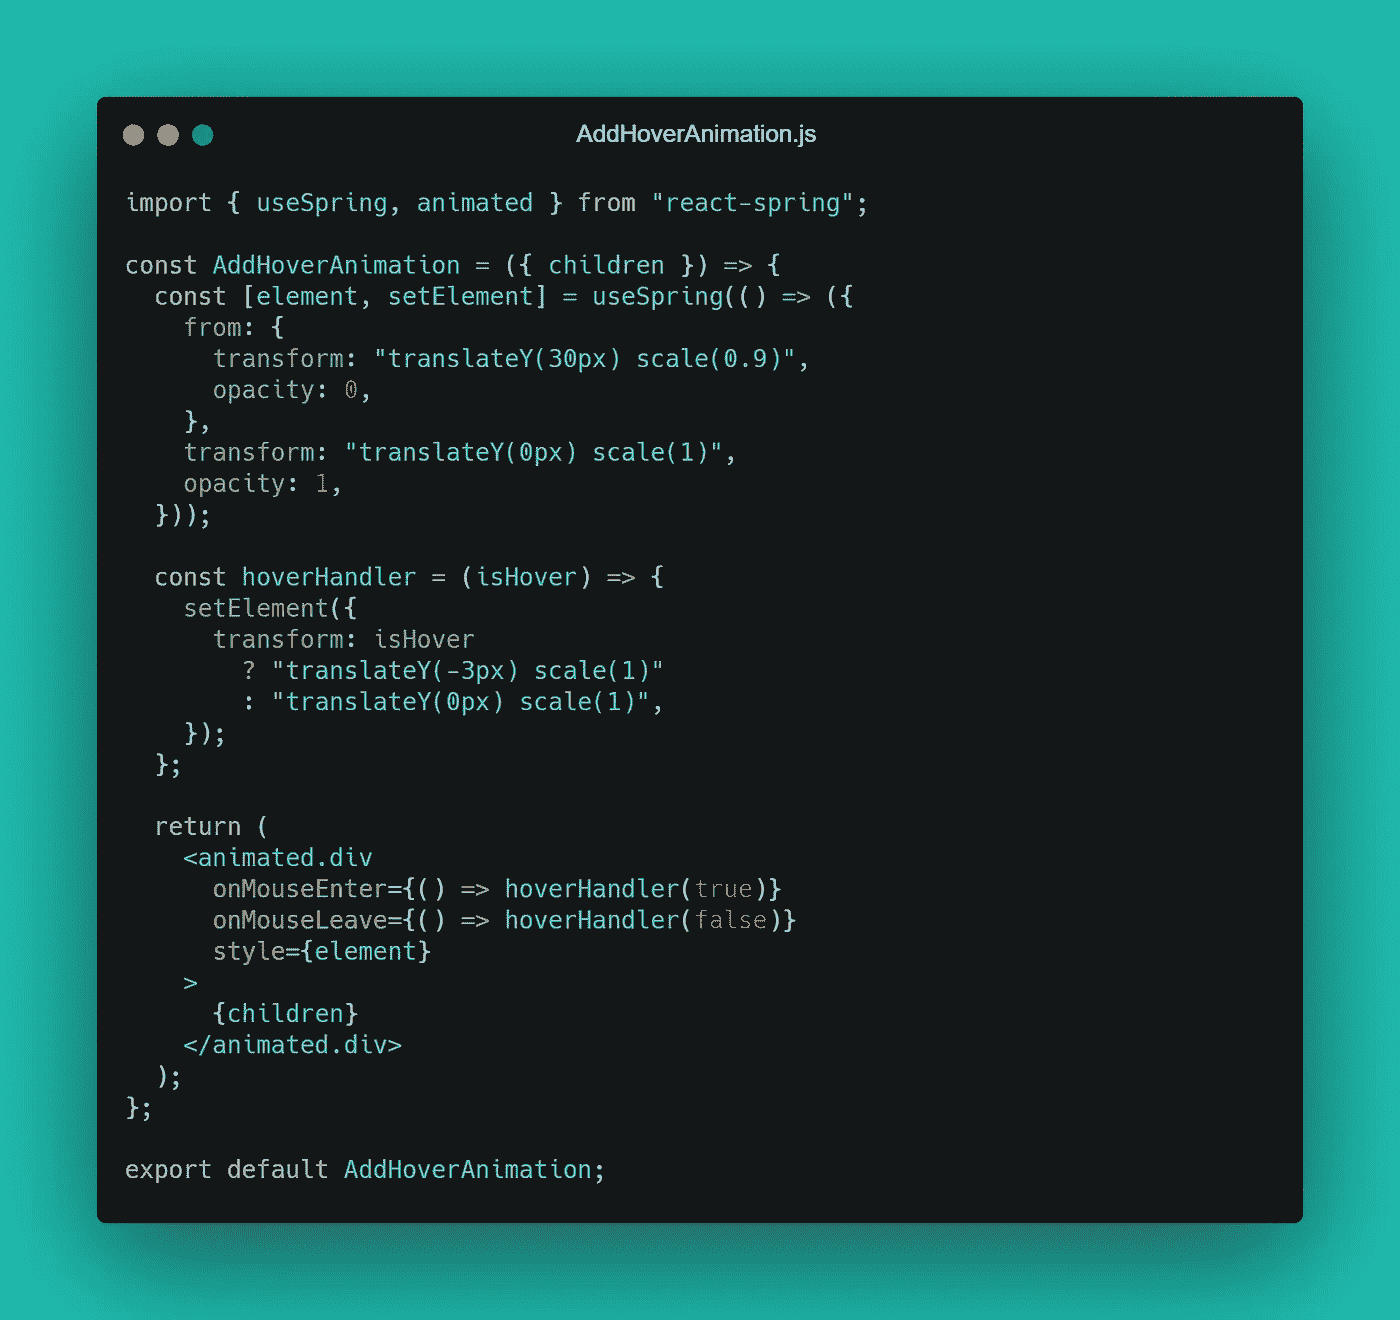 AddHoverAnimation.js
import { useSpring, animated } from "react-spring";

const AddHoverAnimation = ({ children }) => {
  const [element, setElement] = useSpring(() => ({
    from: {
      transform: "translateY(30px) scale(0.9)",
      opacity: 0,
    },
    transform: "translateY(0px) scale(1)",
    opacity: 1,
  }));

  const hoverHandler = (isHover) => {
    setElement({
      transform: isHover
        ? "translateY(-3px) scale(1)"
        : "translateY(0px) scale(1)",
    });
  };

  return (
    <animated.div
      onMouseEnter={() => hoverHandler(true)}
      onMouseLeave={() => hoverHandler(false)}
      style={element}
    >
      {children}
    </animated.div>
  );
};

export default AddHoverAnimation;